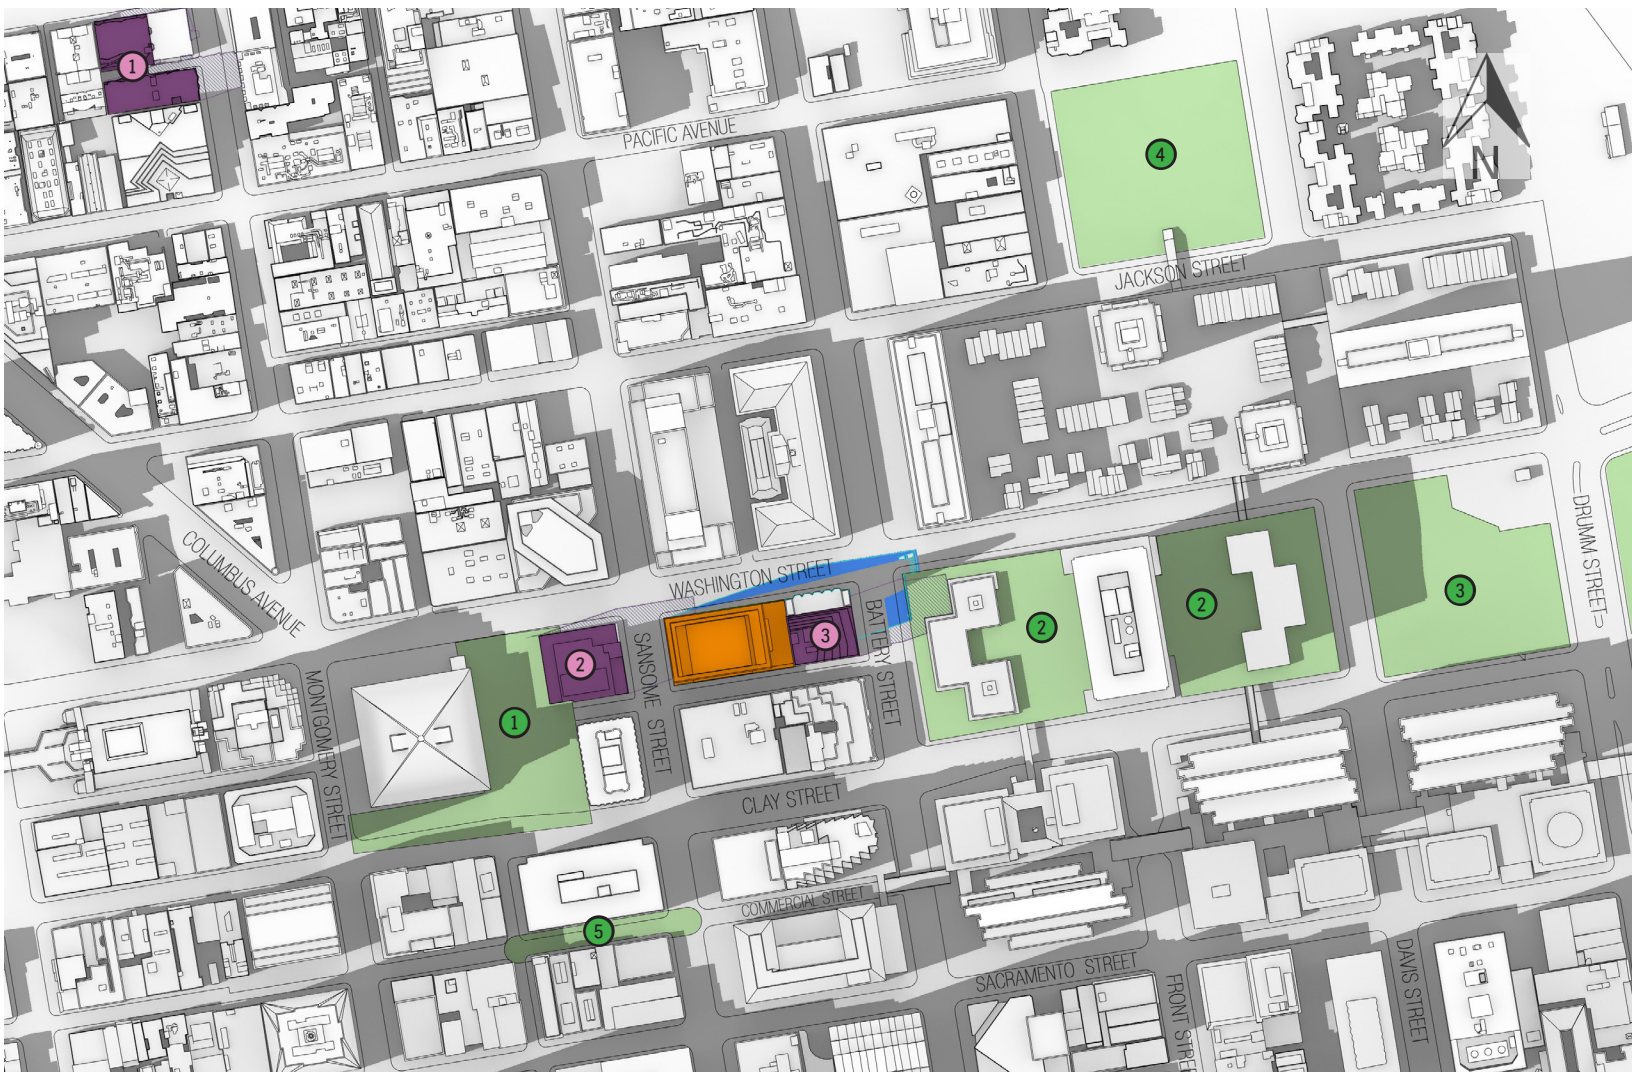 1
PACIFIC AVENUE
4
N
JACKSON STREET
COLUMBUS AVENUE
WASHINGTON STREET
DRUMM STREET
2
3
2
3
2
1
SANSOME STREET
BATTERY STREET
MONTGOMERY STREET
CLAY STREET
COMMERCIAL STREET
5
SACRAMENTO STREET
FRONT STRE
DAVIS STREET